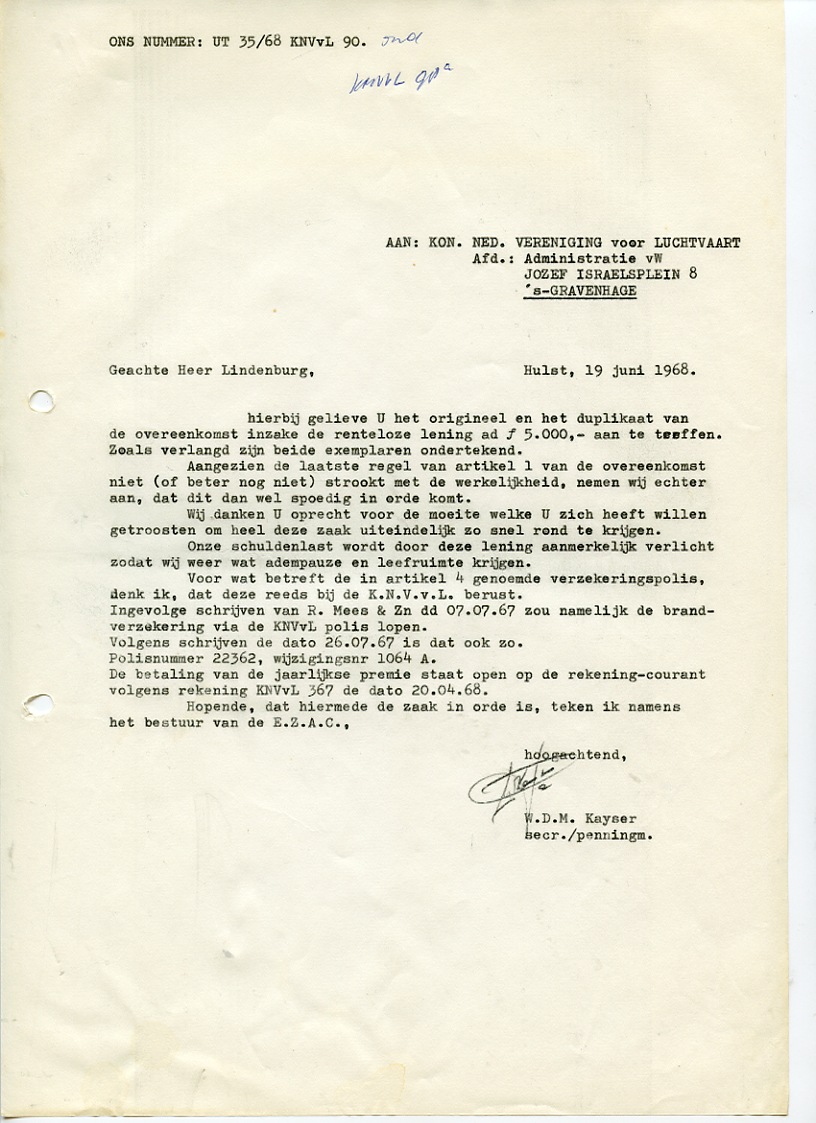 ONS NUMMER: UT 35/68 KNVvL 90.
KNVVL 90a
AAN: KON. NED. VERENIGING voor LUCHTVAART
Afd.: Administratie vW
JOZEF ISRAELSPLEIN 8
's-GRAVENHAGE
Geachte Heer Lindenburg, Hulst, 19 juni 1968.
hierbij gelieve U het origineel en het duplikaat van
de overeenkomst inzake de renteloze lening ad ƒ 5.000,- aan te treffen.
Zoals verlangd zijn beide exemplaren ondertekend.
Aangezien de laatste regel van artikel 1 van de overeenkomst
niet (of beter nog niet) strookt met de werkelijkheid, nemen wij echter
aan, dat dit dan wel spoedig in orde komt.
Wij danken U oprecht voor de moeite welke U zich heeft willen
getroosten om heel deze zaak uiteindelijk zo snel rond te krijgen.
Onze schuldenlast wordt door deze lening aanmerkelijk verlicht
zodat wij weer wat adempauze en leefruimte krijgen.
Voor wat betreft de in artikel 4 genoemde verzekeringspolis,
denk ik, dat deze reeds bij de K.N.V.v.L. berust.
Ingevolge schrijven van R. Mees & Zn dd 07.07.67 zou namelijk de brand-
verzekering via de KNVvL polis lopen.
Volgens schrijven de dato 26.07.67 is dat ook zo.
Polisnummer 22362, wijzigingsnr 1064 A.
De betaling van de jaarlijkse premie staat open op de rekening-courant
volgens rekening KNVvL 367 de dato 20.04.68.
Hopende, dat hiermede de zaak in orde is, teken ik namens
het bestuur van de E.Z.A.C.,
hoogachtend,
W.D.M. Kayser
secr./penningm.